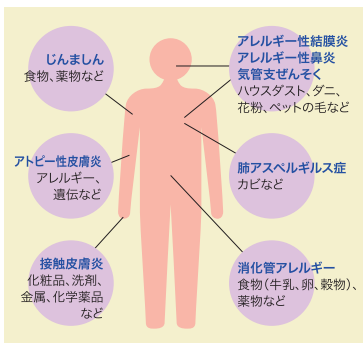 じんましん
食物、薬物など
アトピー性皮膚炎
アレルギー、
遺伝など
接触皮膚炎
化粧品、洗剤、
金属、化学薬品
など
アレルギー性結膜炎
アレルギー性鼻炎
気管支ぜんそく
ハウスダスト、ダニ、
花粉、ペットの毛など
肺アスペルギルス症
カビなど
消化管アレルギー
食物（牛乳、卵、穀物）、
薬物など